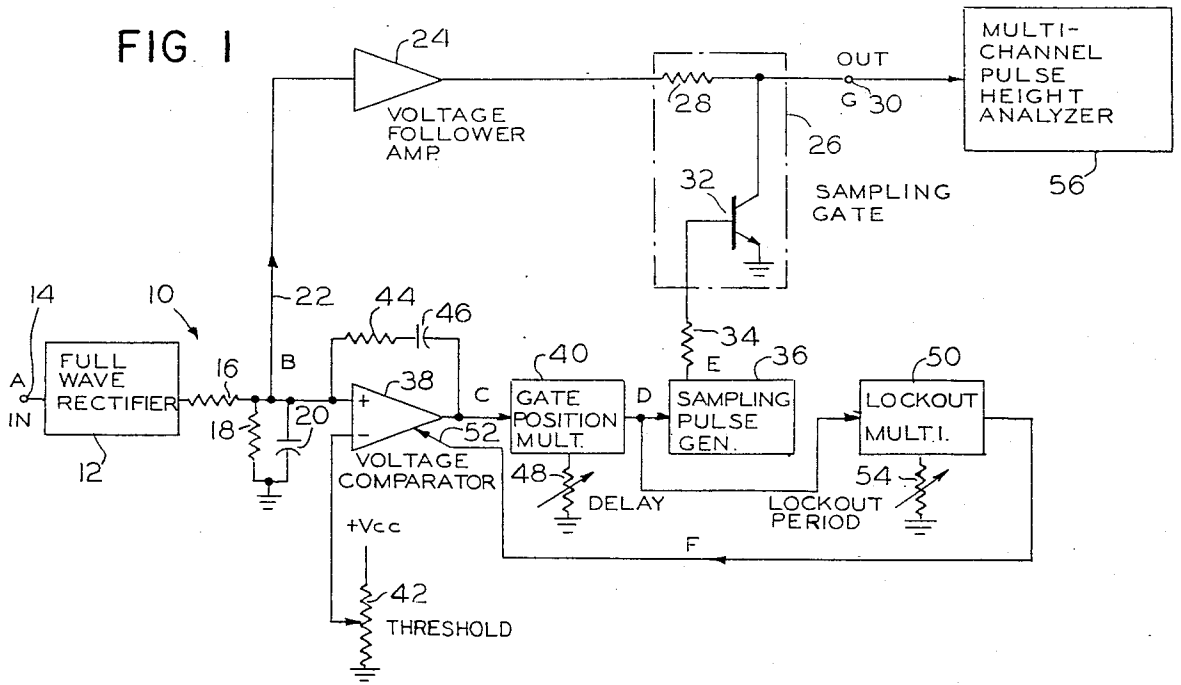 FIG. 1
24
VOLTAGE
FOLLOWER
AMP.
28
OUT
G
30
26
MULTI-
CHANNEL
PULSE
HEIGHT
ANALYZER
56
32
SAMPLING
GATE
14
10
22
A
IN
FULL
WAVE
RECTIFIER
12
16
18
B
20
44
46
+
−
38
C
52
VOLTAGE
COMPARATOR
40
GATE
POSITION
MULT.
48
DELAY
D
34
E
36
SAMPLING
PULSE
GEN.
50
LOCKOUT
MULTI.
54
LOCKOUT
PERIOD
F
+Vcc
42
THRESHOLD